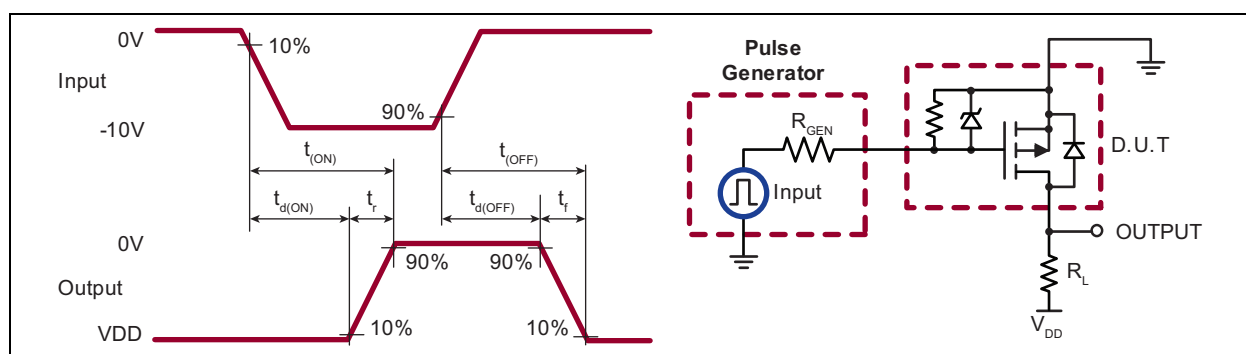 0V
10%
Input
90%
-10V
t(ON)
t(OFF)
td(ON)
tr
td(OFF)
tf
0V
90%
90%
Output
VDD
10%
10%
Pulse
Generator
RGEN
Input
D.U.T
OUTPUT
RL
VDD